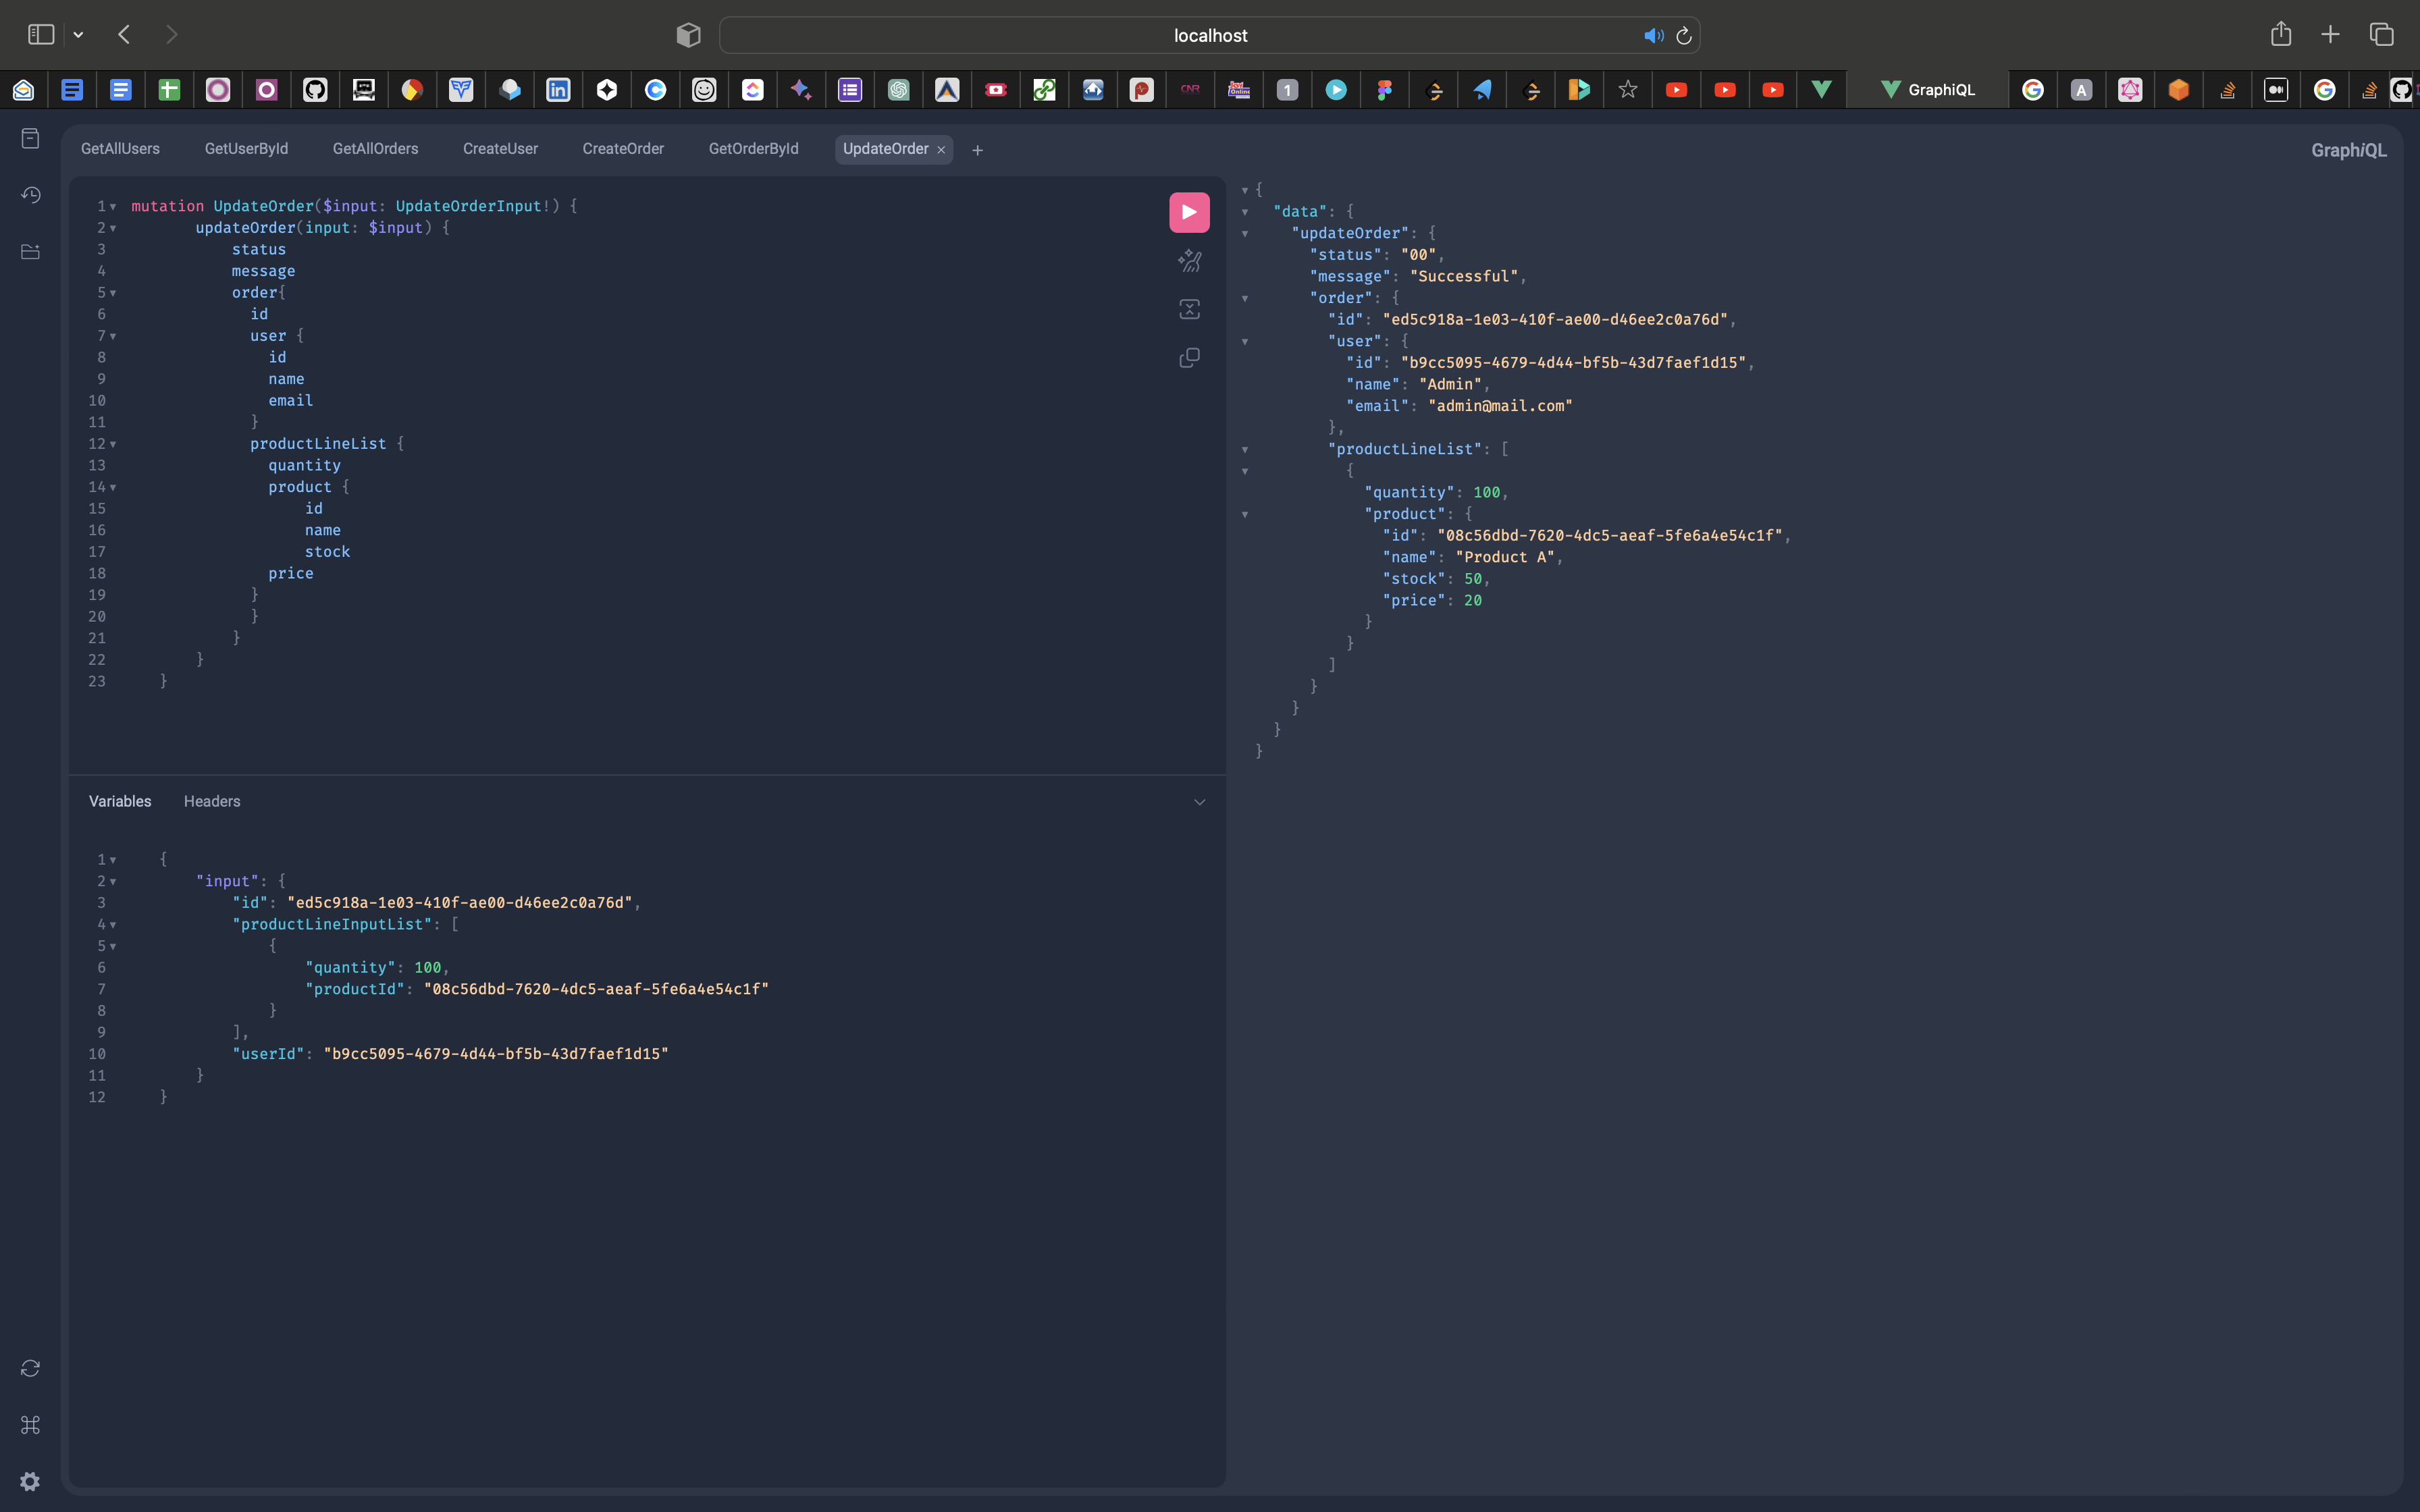 localhost
CNR
1
GraphiQL
A
GetAllUsers GetUserById GetAllOrders CreateUser CreateOrder GetOrderById UpdateOrder × +
GraphiQL
1 mutation UpdateOrder($input: UpdateOrderInput!) {
2 updateOrder(input: $input) {
3 status
4 message
5 order{
6 id
7 user {
8 id
9 name
10 email
11 }
12 productLineList {
13 quantity
14 product {
15 id
16 name
17 stock
18 price
19 }
20 }
21 }
22 }
23 }
Variables Headers
1 {
2 "input": {
3 "id": "ed5c918a-1e03-410f-ae00-d46ee2c0a76d",
4 "productLineInputList": [
5 {
6 "quantity": 100,
7 "productId": "08c56dbd-7620-4dc5-aeaf-5fe6a4e54c1f"
8 }
9 ],
10 "userId": "b9cc5095-4679-4d44-bf5b-43d7faef1d15"
11 }
12 }
{
"data": {
"updateOrder": {
"status": "00",
"message": "Successful",
"order": {
"id": "ed5c918a-1e03-410f-ae00-d46ee2c0a76d",
"user": {
"id": "b9cc5095-4679-4d44-bf5b-43d7faef1d15",
"name": "Admin",
"email": "admin@mail.com"
},
"productLineList": [
{
"quantity": 100,
"product": {
"id": "08c56dbd-7620-4dc5-aeaf-5fe6a4e54c1f",
"name": "Product A",
"stock": 50,
"price": 20
}
}
]
}
}
}
}